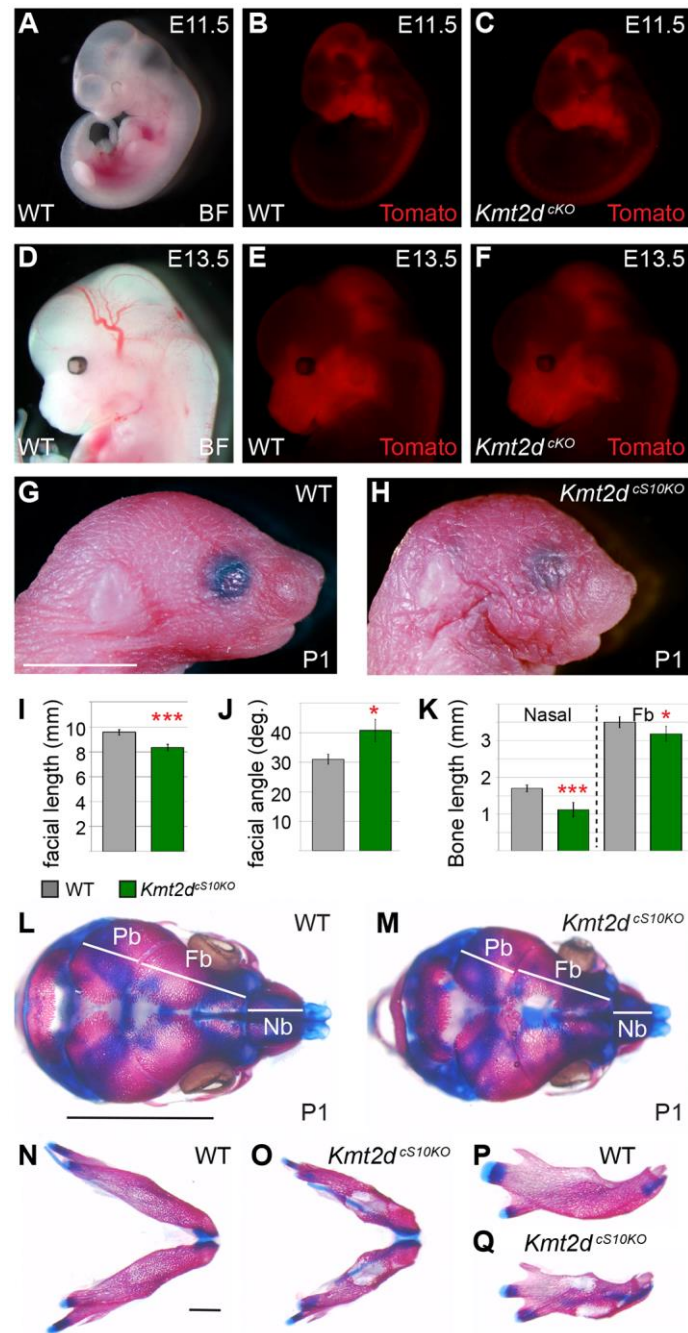 A E11.5 B E11.5 C E11.5
WT BF WT Tomato Kmt2d cKO Tomato
D E13.5 E E13.5 F E13.5
WT BF WT Tomato Kmt2d cKO Tomato
G WT H Kmt2d cS10KO
P1 P1
I J K
facial length (mm) 10 8 6 4 2 ***
facial angle (deg.) 40 30 20 10 *
Bone length (mm) 3 2 1 Nasal *** Fb *
WT Kmt2d cS10KO
L WT M Kmt2d cS10KO
Pb Fb Nb Pb Fb Nb
P1 P1
N WT O Kmt2d cS10KO P WT
Q Kmt2d cS10KO